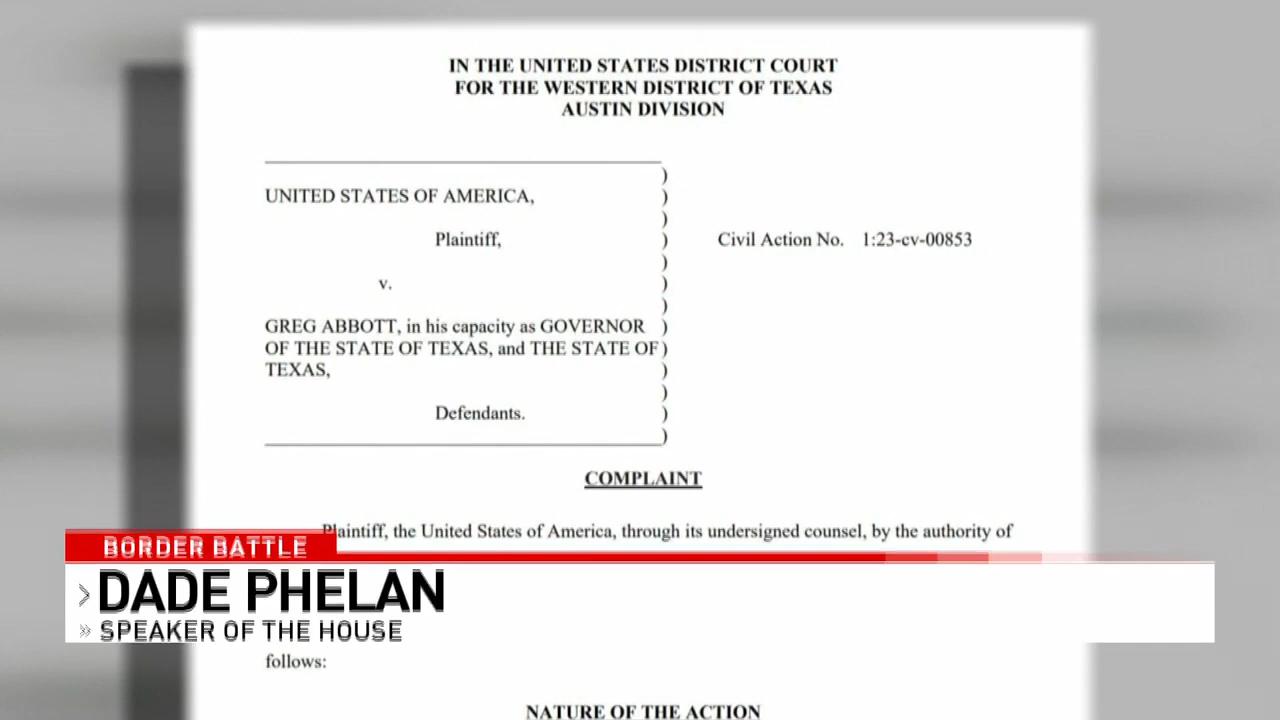 IN THE UNITED STATES DISTRICT COURT
FOR THE WESTERN DISTRICT OF TEXAS
AUSTIN DIVISION
UNITED STATES OF AMERICA,
Plaintiff,
v.
GREG ABBOTT, in his capacity as GOVERNOR
OF THE STATE OF TEXAS, and THE STATE OF
TEXAS,
Defendants.
)
)
)
)
)
)
)
)
)
)
)
)
)
Civil Action No. 1:23-cv-00853
COMPLAINT
Plaintiff, the United States of America, through its undersigned counsel, by the authority of
BORDER BATTLE
> DADE PHELAN
» SPEAKER OF THE HOUSE
follows:
NATURE OF THE ACTION